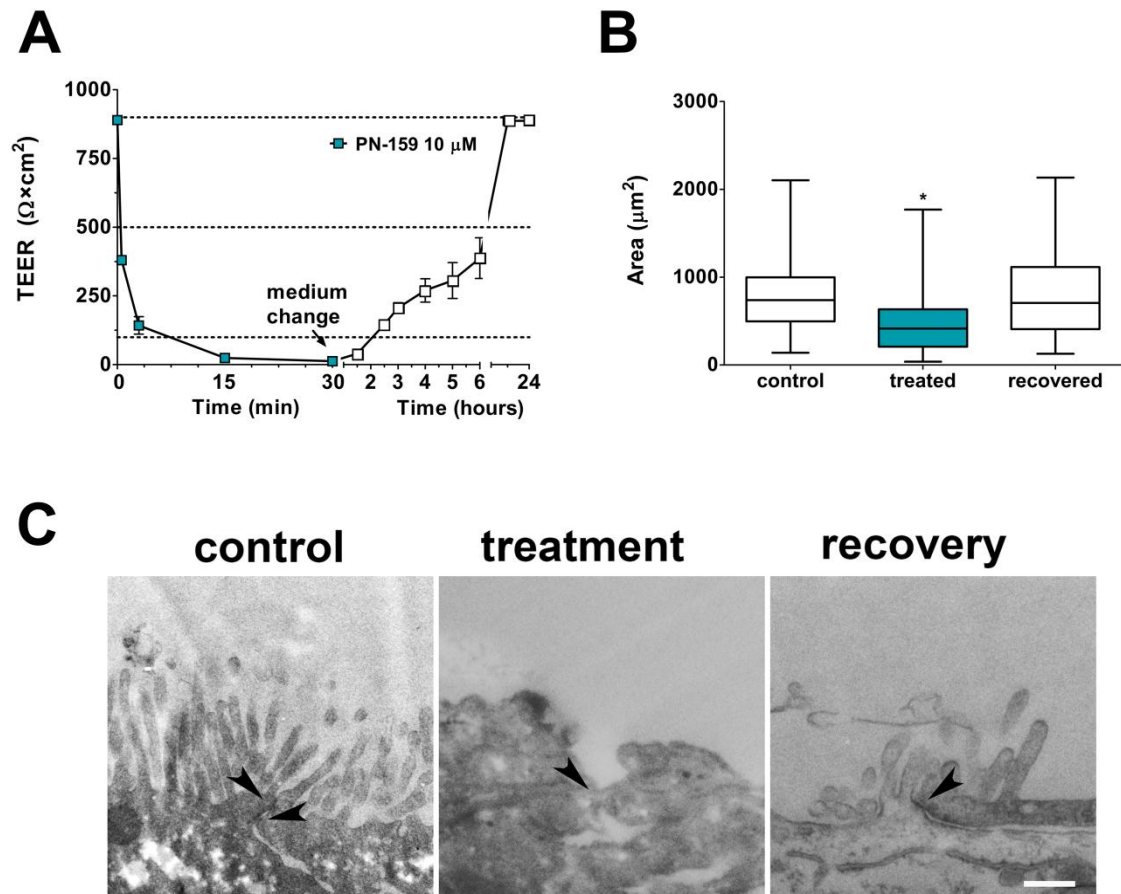 A
B
1000
750
500
250
0
TEER (Ω×cm²)
PN-159 10 μM
medium
change
0
15
30
2
3
4
5
6
24
Time (min)
Time (hours)
3000
2000
1000
0
Area (μm²)
*
control
treated
recovered
C
control
treatment
recovery